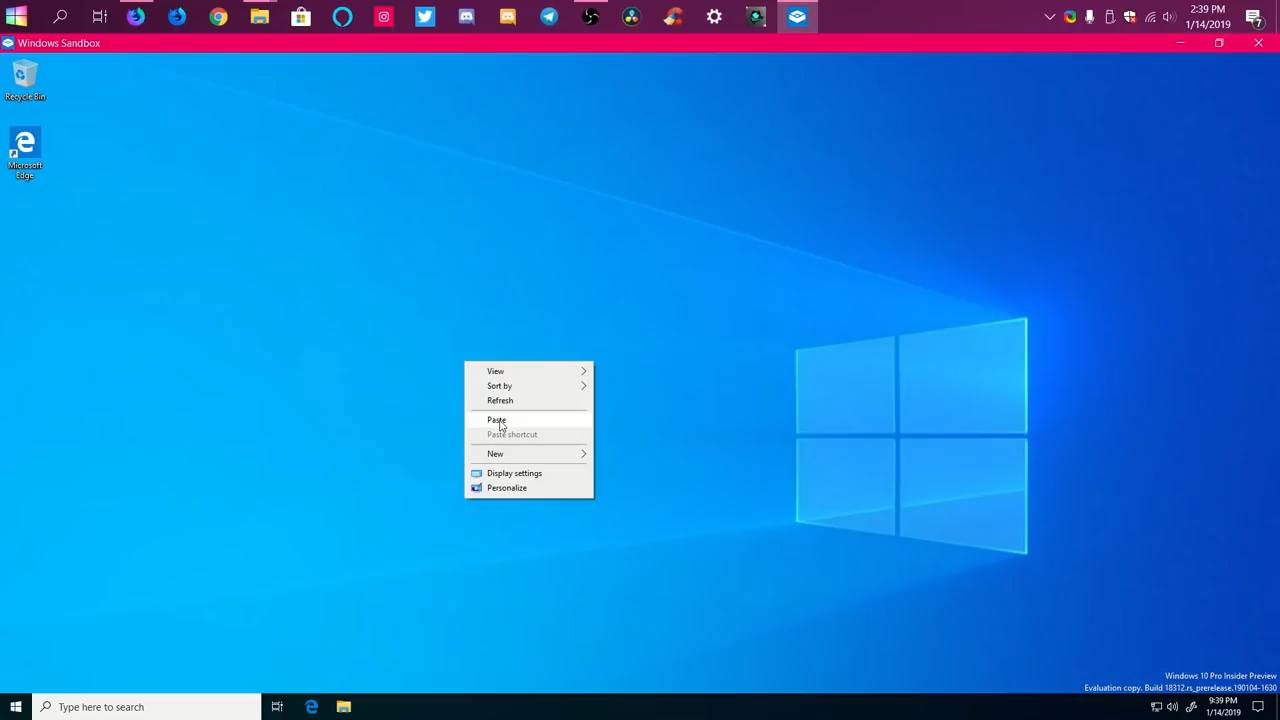 2:39 PM
1/14/2019
7
Windows Sandbox
Recycle Bin
Microsoft
Edge
View
Sort by
Refresh
Paste
Paste shortcut
New
Display settings
Personalize
Windows 10 Pro Insider Preview
Evaluation copy. Build 18312.rs_prerelease.190104-1630
Type here to search
9:39 PM
1/14/2019